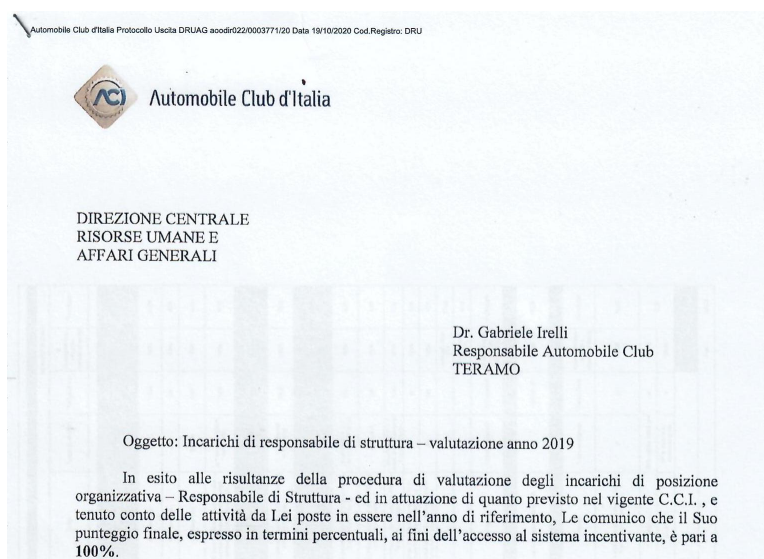 Automobile Club d'Italia Protocollo Uscita DRUAG aoodir022/0003771/20 Data 19/10/2020 Cod.Registro: DRU
ACI Automobile Club d'Italia
DIREZIONE CENTRALE
RISORSE UMANE E
AFFARI GENERALI
Dr. Gabriele Irelli
Responsabile Automobile Club
TERAMO
Oggetto: Incarichi di responsabile di struttura – valutazione anno 2019
In esito alle risultanze della procedura di valutazione degli incarichi di posizione
organizzativa – Responsabile di Struttura - ed in attuazione di quanto previsto nel vigente C.C.I. , e
tenuto conto delle attività da Lei poste in essere nell'anno di riferimento, Le comunico che il Suo
punteggio finale, espresso in termini percentuali, ai fini dell'accesso al sistema incentivante, è pari a
100%.